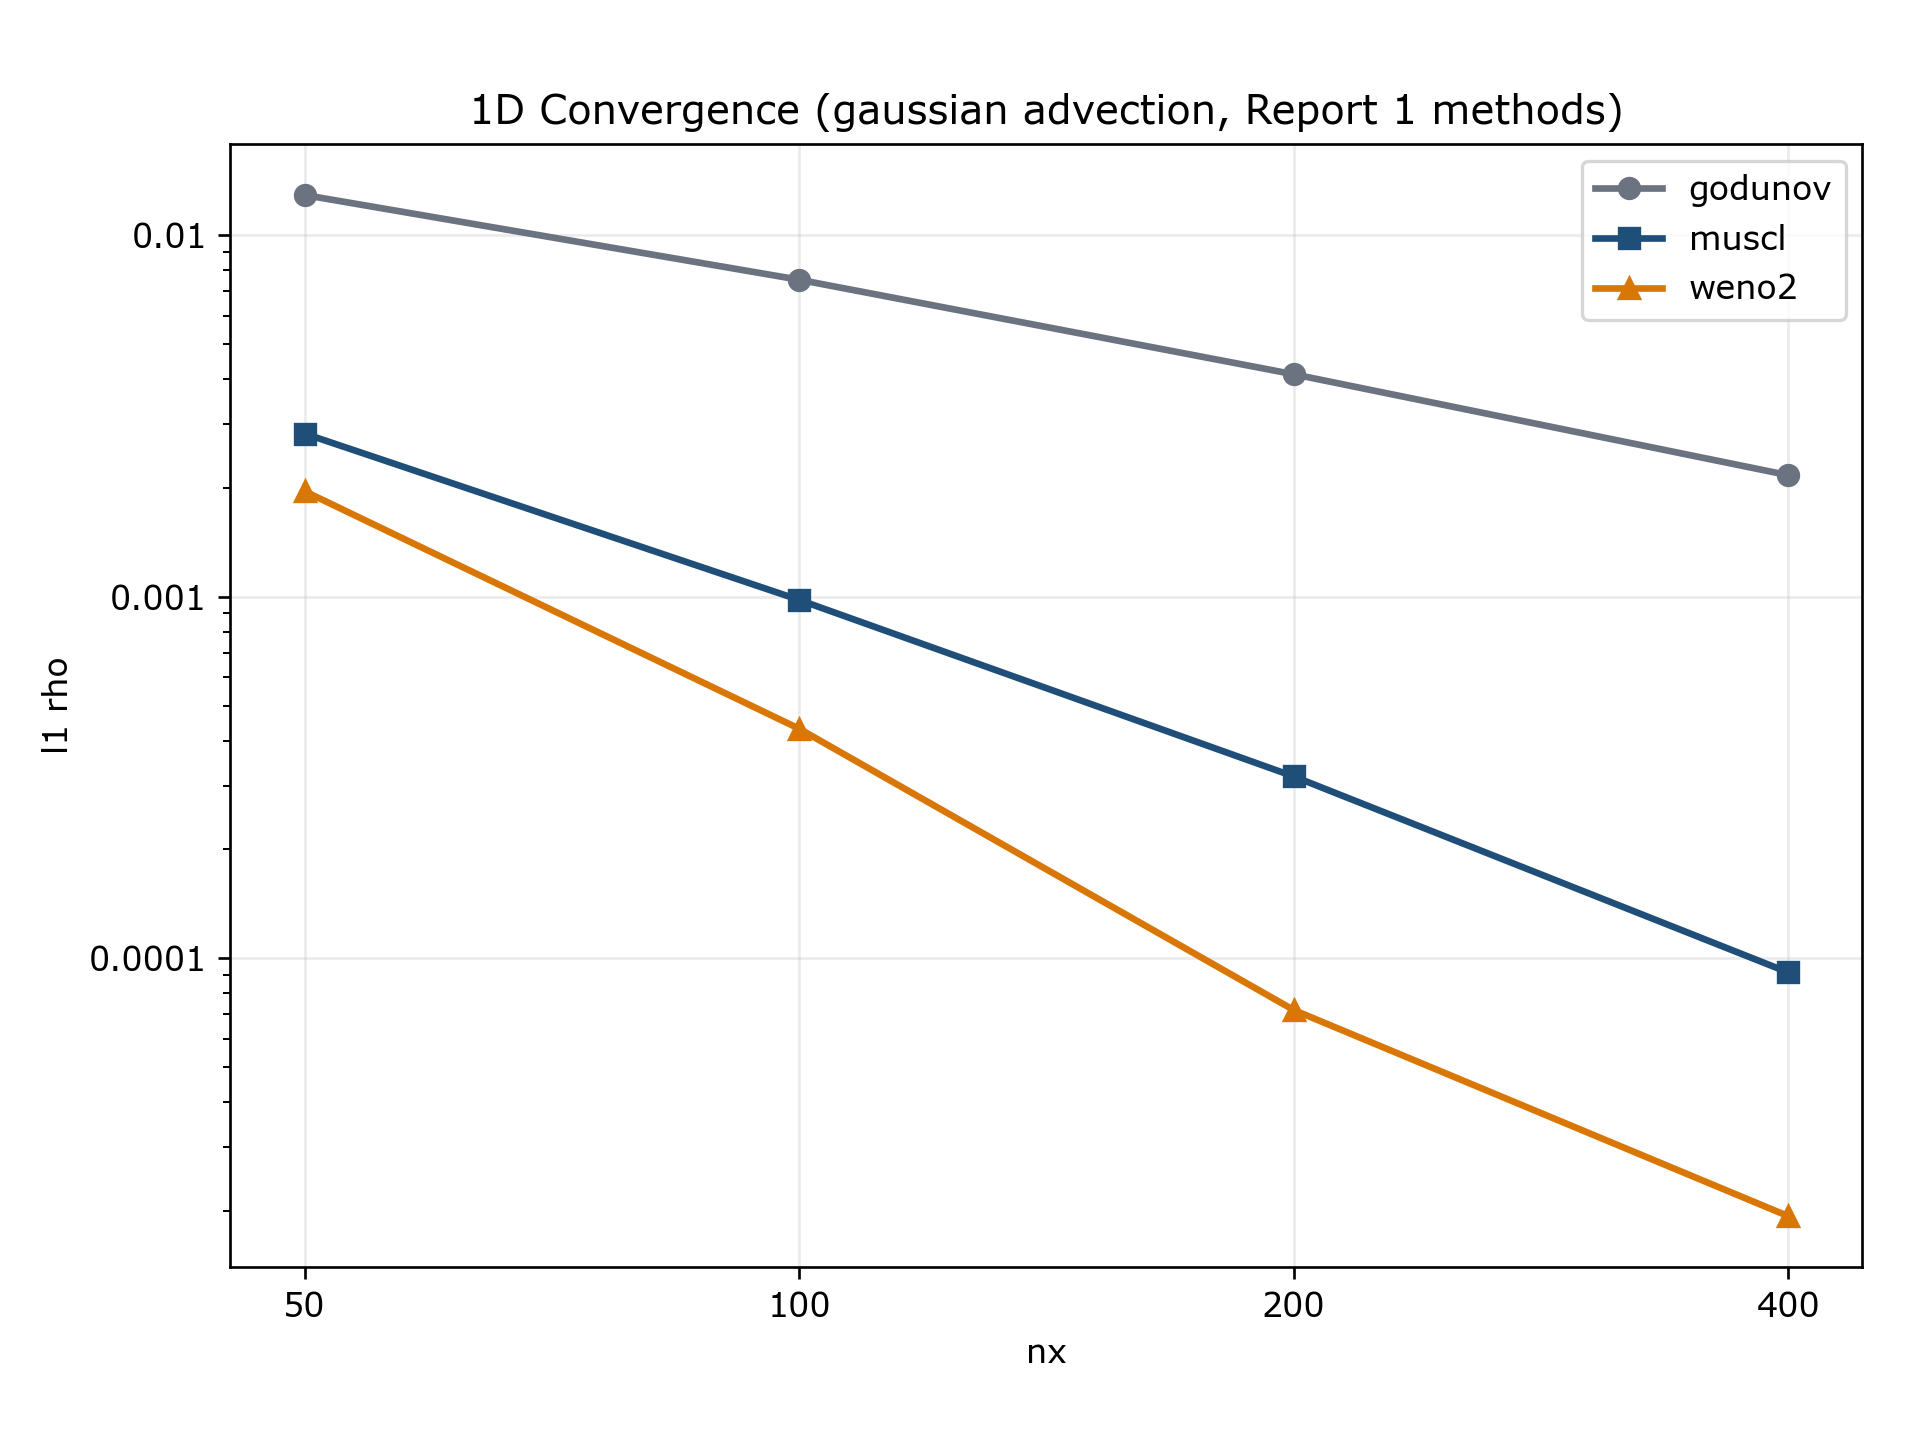 1D Convergence (gaussian advection, Report 1 methods)
godunov
muscl
weno2
0.01
0.001
0.0001
l1 rho
50 100 200 400
nx